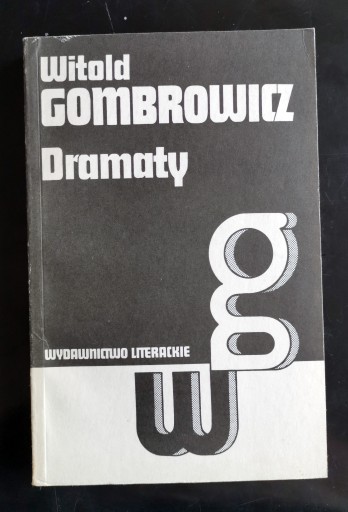 Witold
GOMBROWICZ
Dramaty
WYDAWNICTWO LITERACKIE
g
w